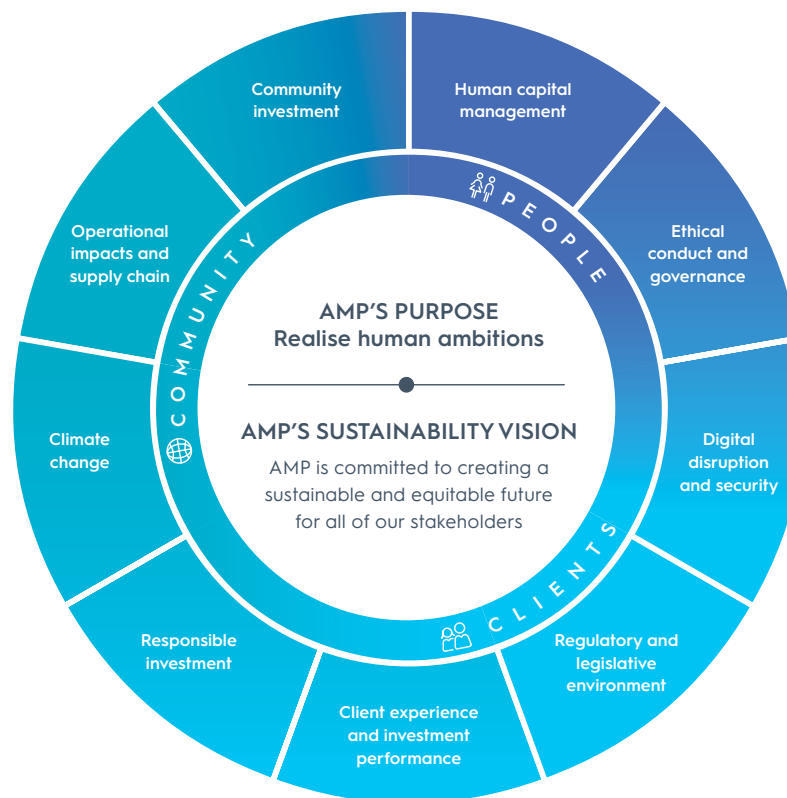 Community
investment
Human capital
management
Ethical
conduct and
governance
Digital
disruption
and security
Regulatory and
legislative
environment
Client experience
and investment
performance
Responsible
investment
Climate
change
Operational
impacts and
supply chain
PEOPLE
CLIENTS
COMMUNITY
AMP'S PURPOSE
Realise human ambitions
AMP'S SUSTAINABILITY VISION
AMP is committed to creating a
sustainable and equitable future
for all of our stakeholders